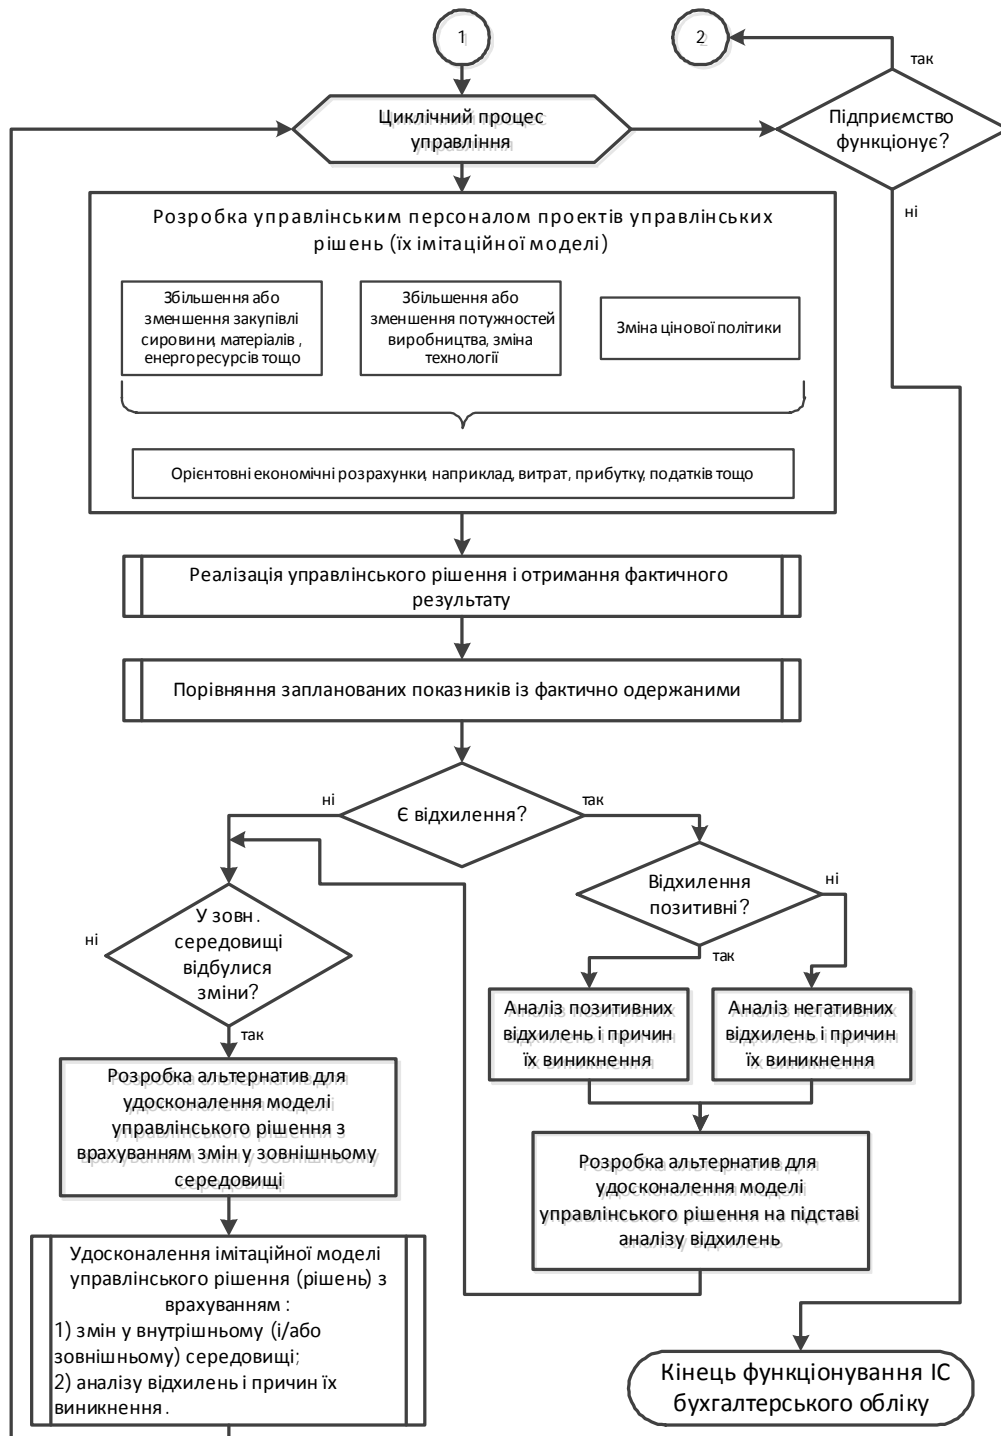 1
2
так
Циклічний процес
управління
Підприємство
функціонує?
ні
Розробка управлінським персоналом проектів управлінських
рішень (їх імітаційної моделі)
Збільшення або
зменшення закупівлі
сировини, матеріалів ,
енергоресурсів тощо
Збільшення або
зменшення потужностей
виробництва, зміна
технології
Зміна цінової політики
Орієнтовні економічні розрахунки, наприклад, витрат, прибутку, податків тощо
Реалізація управлінського рішення і отримання фактичного
результату
Порівняння запланованих показників із фактично одержаними
ні
Є відхилення?
так
Відхилення
позитивні?
ні
так
У зовн .
середовищі
відбулися
зміни?
ні
так
Аналіз позитивних
відхилень і причин
їх виникнення
Аналіз негативних
відхилень і причин
їх виникнення
Розробка альтернатив для
удосконалення моделі
управлінського рішення з
врахуванням змін у зовнішньому
середовищі
Розробка альтернатив для
удосконалення моделі
управлінського рішення на підставі
аналізу відхилень
Удосконалення імітаційної моделі
управлінського рішення (рішень) з
врахуванням :
1) змін у внутрішньому (і/або
зовнішньому) середовищі;
2) аналізу відхилень і причин їх
виникнення .
Кінець функціонування ІС
бухгалтерського обліку